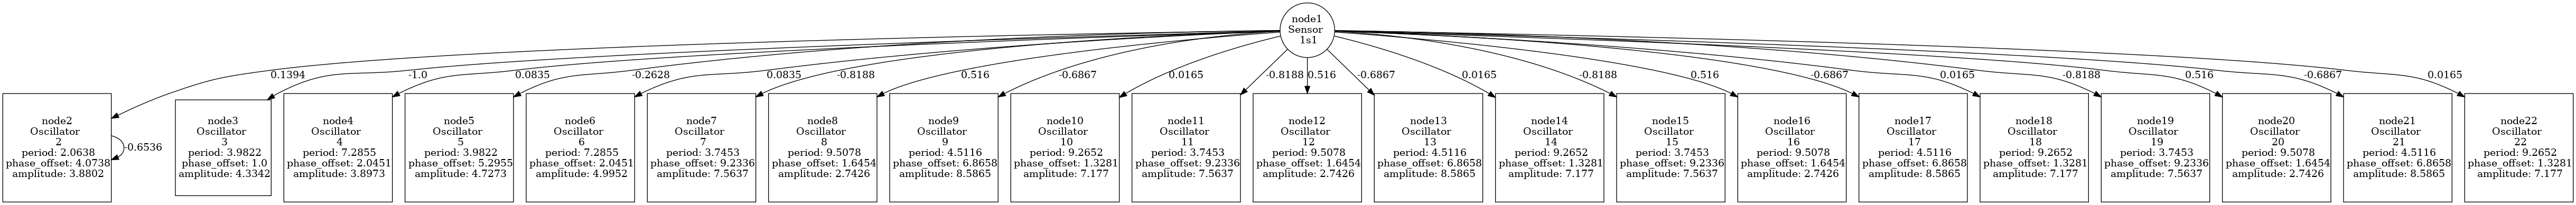 node1
Sensor
1s1
0.1394
-1.0
0.0835
-0.2628
0.0835
-0.8188
0.516
-0.6867
0.0165
-0.8188
0.516
-0.6867
0.0165
-0.8188
0.516
-0.6867
0.0165
-0.8188
0.516
-0.6867
0.0165
node2
Oscillator
2
period: 2.0638
phase_offset: 4.0738
amplitude: 3.8802
-0.6536
node3
Oscillator
3
period: 3.9822
phase_offset: 1.0
amplitude: 4.3342
node4
Oscillator
4
period: 7.2855
phase_offset: 2.0451
amplitude: 3.8973
node5
Oscillator
5
period: 3.9822
phase_offset: 5.2955
amplitude: 4.7273
node6
Oscillator
6
period: 7.2855
phase_offset: 2.0451
amplitude: 4.9952
node7
Oscillator
7
period: 3.7453
phase_offset: 9.2336
amplitude: 7.5637
node8
Oscillator
8
period: 9.5078
phase_offset: 1.6454
amplitude: 2.7426
node9
Oscillator
9
period: 4.5116
phase_offset: 6.8658
amplitude: 8.5865
node10
Oscillator
10
period: 9.2652
phase_offset: 1.3281
amplitude: 7.177
node11
Oscillator
11
period: 3.7453
phase_offset: 9.2336
amplitude: 7.5637
node12
Oscillator
12
period: 9.5078
phase_offset: 1.6454
amplitude: 2.7426
node13
Oscillator
13
period: 4.5116
phase_offset: 6.8658
amplitude: 8.5865
node14
Oscillator
14
period: 9.2652
phase_offset: 1.3281
amplitude: 7.177
node15
Oscillator
15
period: 3.7453
phase_offset: 9.2336
amplitude: 7.5637
node16
Oscillator
16
period: 9.5078
phase_offset: 1.6454
amplitude: 2.7426
node17
Oscillator
17
period: 4.5116
phase_offset: 6.8658
amplitude: 8.5865
node18
Oscillator
18
period: 9.2652
phase_offset: 1.3281
amplitude: 7.177
node19
Oscillator
19
period: 3.7453
phase_offset: 9.2336
amplitude: 7.5637
node20
Oscillator
20
period: 9.5078
phase_offset: 1.6454
amplitude: 2.7426
node21
Oscillator
21
period: 4.5116
phase_offset: 6.8658
amplitude: 8.5865
node22
Oscillator
22
period: 9.2652
phase_offset: 1.3281
amplitude: 7.177